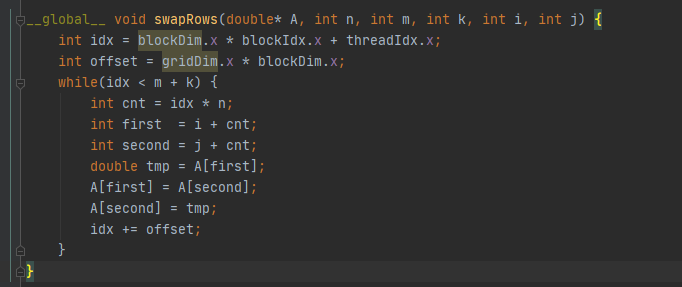 __global__ void swapRows(double* A, int n, int m, int k, int i, int j) {
    int idx = blockDim.x * blockIdx.x + threadIdx.x;
    int offset = gridDim.x * blockDim.x;
    while(idx < m + k) {
        int cnt = idx * n;
        int first  = i + cnt;
        int second = j + cnt;
        double tmp = A[first];
        A[first] = A[second];
        A[second] = tmp;
        idx += offset;
    }
}